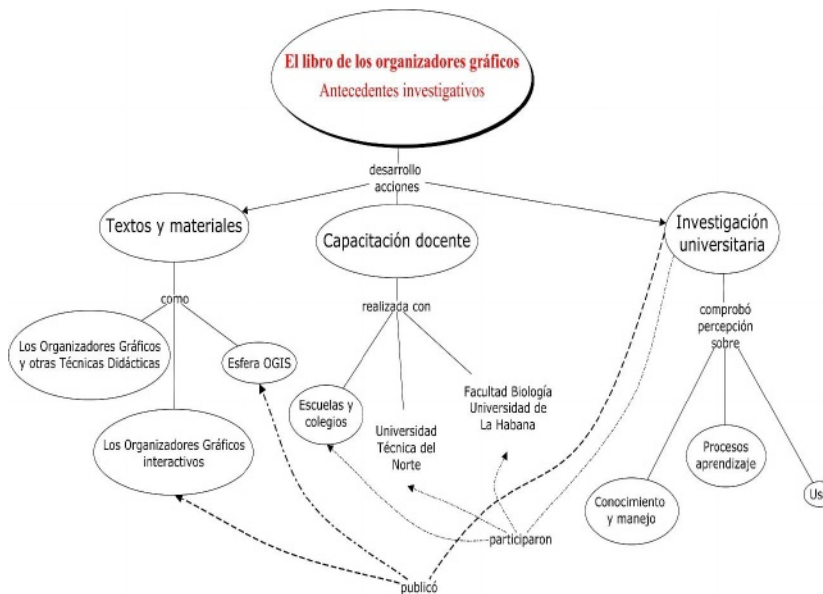 El libro de los organizadores gráficos
Antecedentes investigativos
desarrollo
acciones
Textos y materiales
Capacitación docente
Investigación
universitaria
como
realizada con
comprobó
percepción
sobre
Los Organizadores Gráficos
y otras Técnicas Didácticas
Esfera OGIS
Los Organizadores Gráficos
interactivos
Escuelas y
colegios
Universidad
Técnica del
Norte
Facultad Biología
Universidad de
La Habana
Conocimiento
y manejo
Procesos
aprendizaje
participaron
publicó